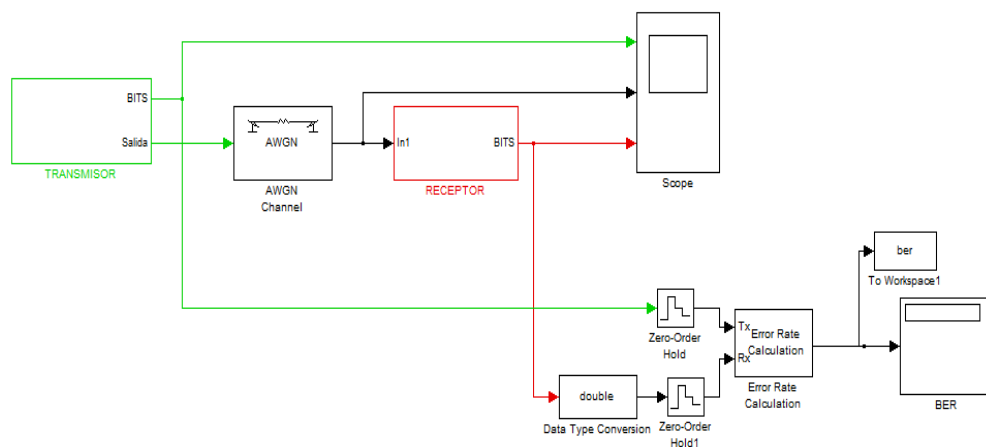 BITS
Salida
TRANSMISOR
AWGN
AWGN
Channel
In1
BITS
RECEPTOR
Scope
ber
To Workspace1
Zero-Order
Hold
Tx
Rx
Error Rate
Calculation
Error Rate
Calculation
BER
double
Data Type Conversion
Zero-Order
Hold1